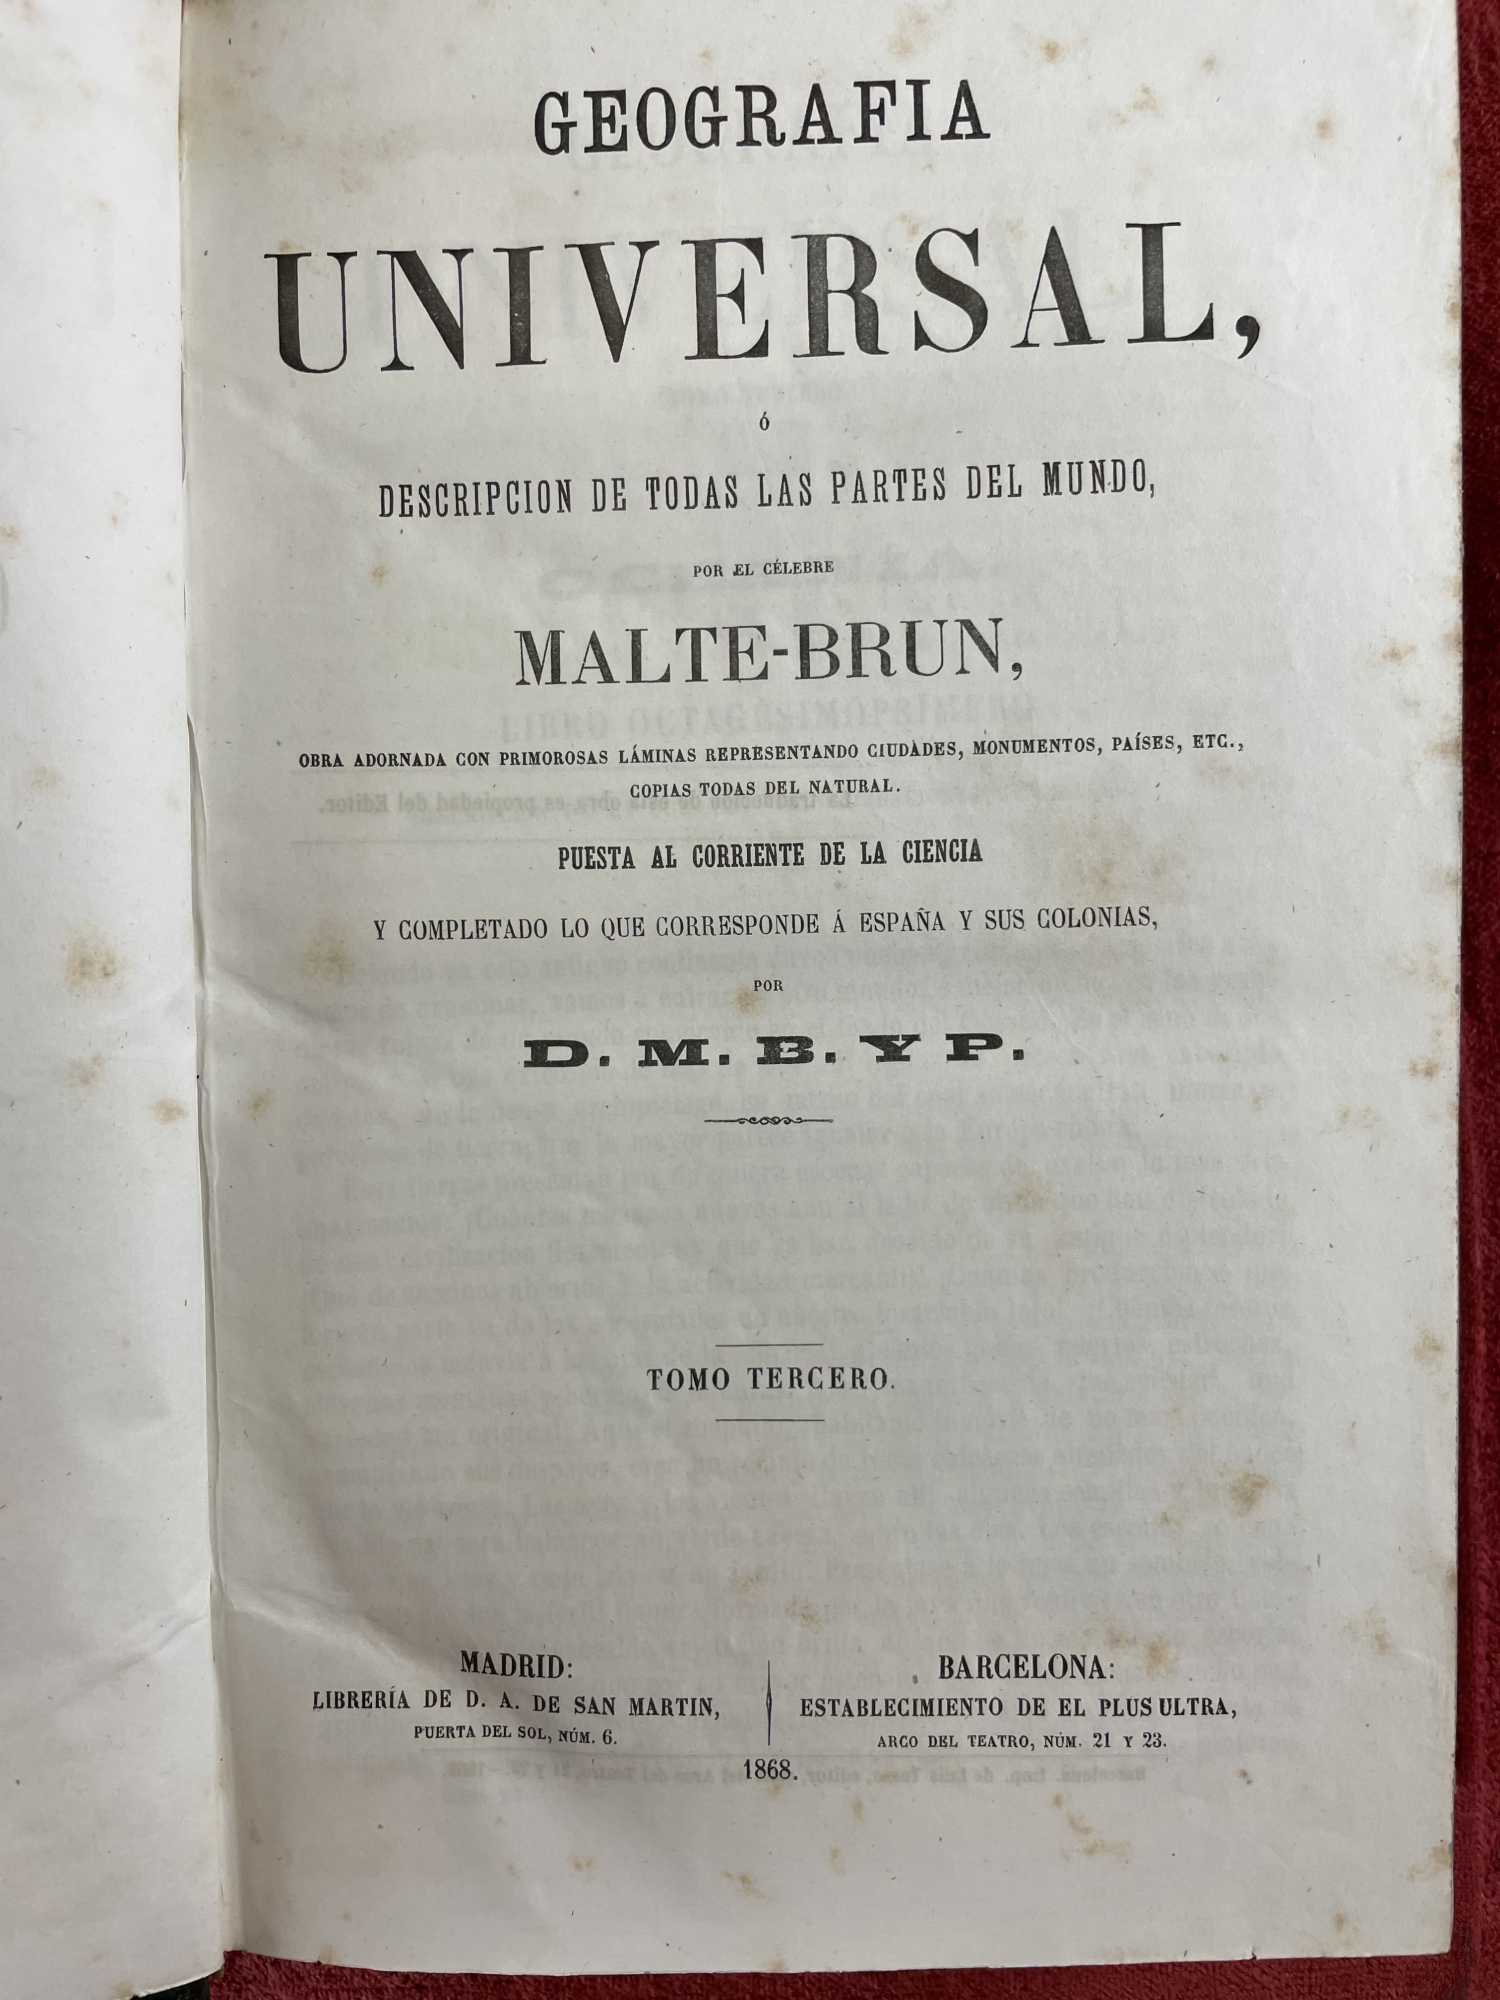 GEOGRAFIA
UNIVERSAL,
ó
DESCRIPCION DE TODAS LAS PARTES DEL MUNDO,
POR EL CÉLEBRE
MALTE-BRUN,
OBRA ADORNADA CON PRIMOROSAS LÁMINAS REPRESENTANDO CIUDADES, MONUMENTOS, PAÍSES, ETC.,
COPIAS TODAS DEL NATURAL.
PUESTA AL CORRIENTE DE LA CIENCIA
Y COMPLETADO LO QUE CORRESPONDE Á ESPAÑA Y SUS COLONIAS,
POR
D. M. B. Y P.
TOMO TERCERO.
MADRID:
LIBRERÍA DE D. A. DE SAN MARTIN,
PUERTA DEL SOL, NÚM. 6.
BARCELONA:
ESTABLECIMIENTO DE EL PLUS ULTRA,
ARCO DEL TEATRO, NÚM. 21 Y 23.
1868.